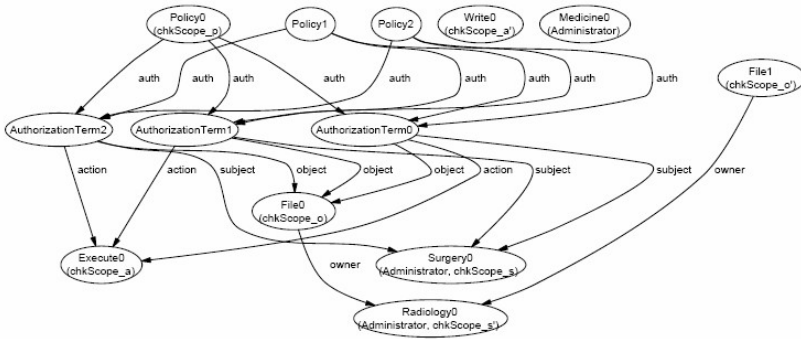 Policy0
(chkScope_p)
Policy1
Policy2
Write0
(chkScope_a')
Medicine0
(Administrator)
File1
(chkScope_o')
auth
auth
auth
auth
auth
auth
auth
auth
auth
AuthorizationTerm2
AuthorizationTerm1
AuthorizationTerm0
action
action
subject
object
object
object
action
subject
subject
owner
File0
(chkScope_o)
Execute0
(chkScope_a)
owner
Surgery0
(Administrator, chkScope_s)
Radiology0
(Administrator, chkScope_s')